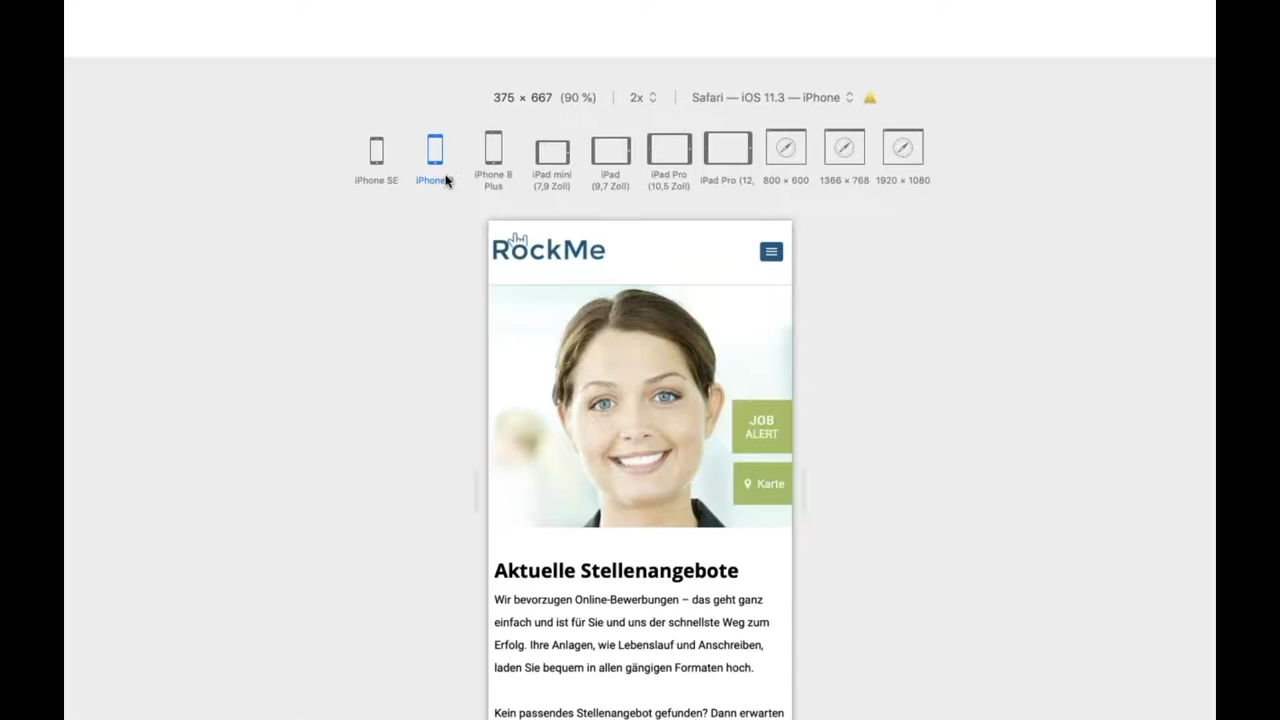 375 × 667 (90 %) 2x Safari — iOS 11.3 — iPhone
iPhone SE
iPhone
iPhone 8
Plus
iPad mini
(7,9 Zoll)
iPad
(9,7 Zoll)
iPad Pro
(10,5 Zoll)
iPad Pro (12,
800 × 600
1366 × 768
1920 × 1080
RockMe
JOB
ALERT
Karte
Aktuelle Stellenangebote
Wir bevorzugen Online-Bewerbungen – das geht ganz
einfach und ist für Sie und uns der schnellste Weg zum
Erfolg. Ihre Anlagen, wie Lebenslauf und Anschreiben,
laden Sie bequem in allen gängigen Formaten hoch.
Kein passendes Stellenangebot gefunden? Dann erwarten